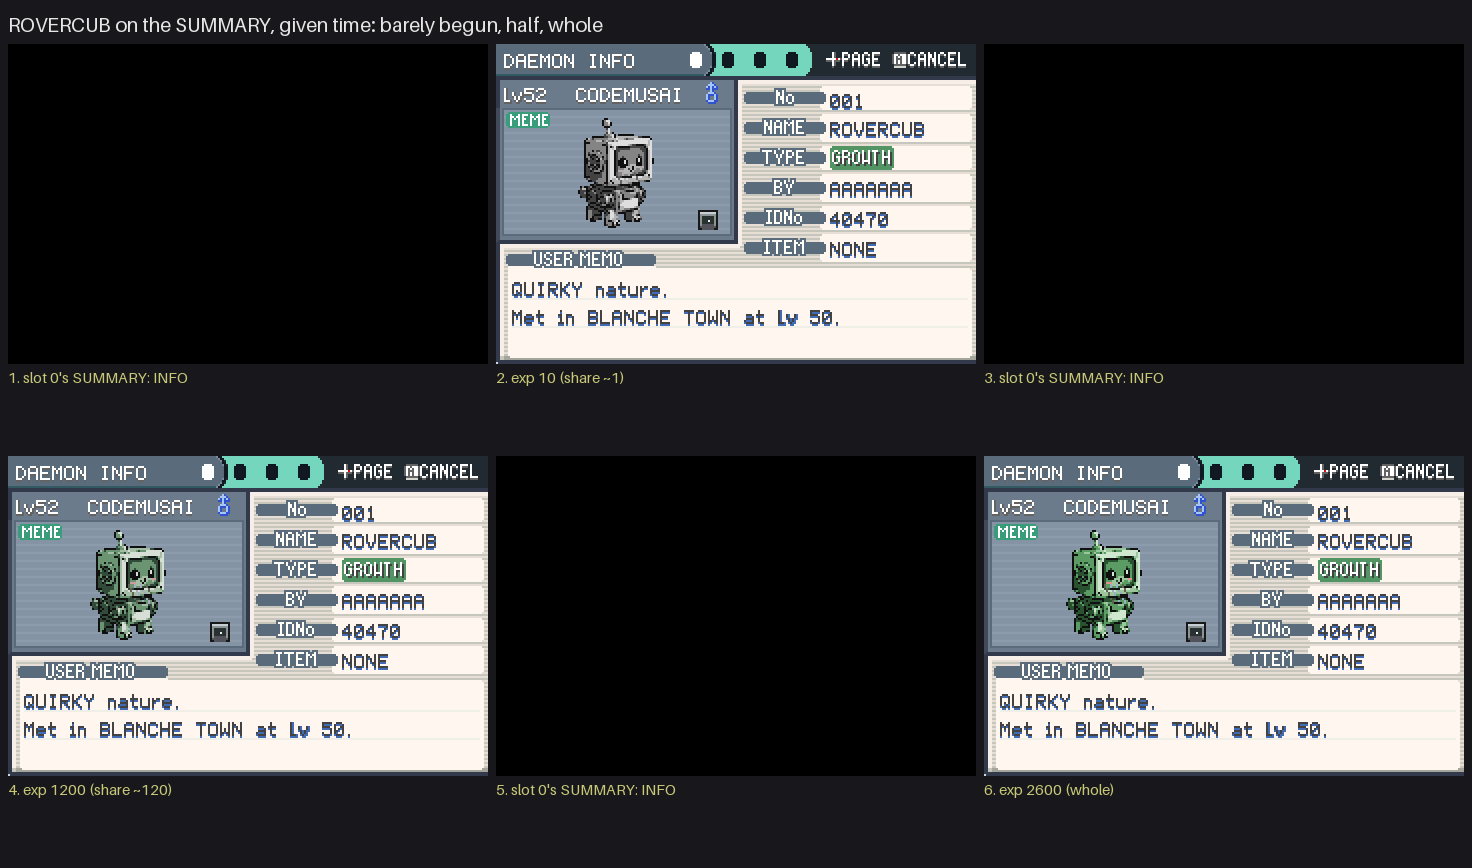 ROVERCUB on the SUMMARY, given time: barely begun, half, whole
DAEMON INFO
PAGE CANCEL
Lv52 CODEMUSAI ♂
MEME
No 001
NAME ROVERCUB
TYPE GROWTH
BY AAAAAAA
IDNo 40470
ITEM NONE
USER MEMO
QUIRKY nature.
Met in BLANCHE TOWN at Lv 50.
1. slot 0's SUMMARY: INFO
2. exp 10 (share ~1)
3. slot 0's SUMMARY: INFO
DAEMON INFO
PAGE CANCEL
Lv52 CODEMUSAI ♂
MEME
No 001
NAME ROVERCUB
TYPE GROWTH
BY AAAAAAA
IDNo 40470
ITEM NONE
USER MEMO
QUIRKY nature.
Met in BLANCHE TOWN at Lv 50.
DAEMON INFO
PAGE CANCEL
Lv52 CODEMUSAI ♂
MEME
No 001
NAME ROVERCUB
TYPE GROWTH
BY AAAAAAA
IDNo 40470
ITEM NONE
USER MEMO
QUIRKY nature.
Met in BLANCHE TOWN at Lv 50.
4. exp 1200 (share ~120)
5. slot 0's SUMMARY: INFO
6. exp 2600 (whole)